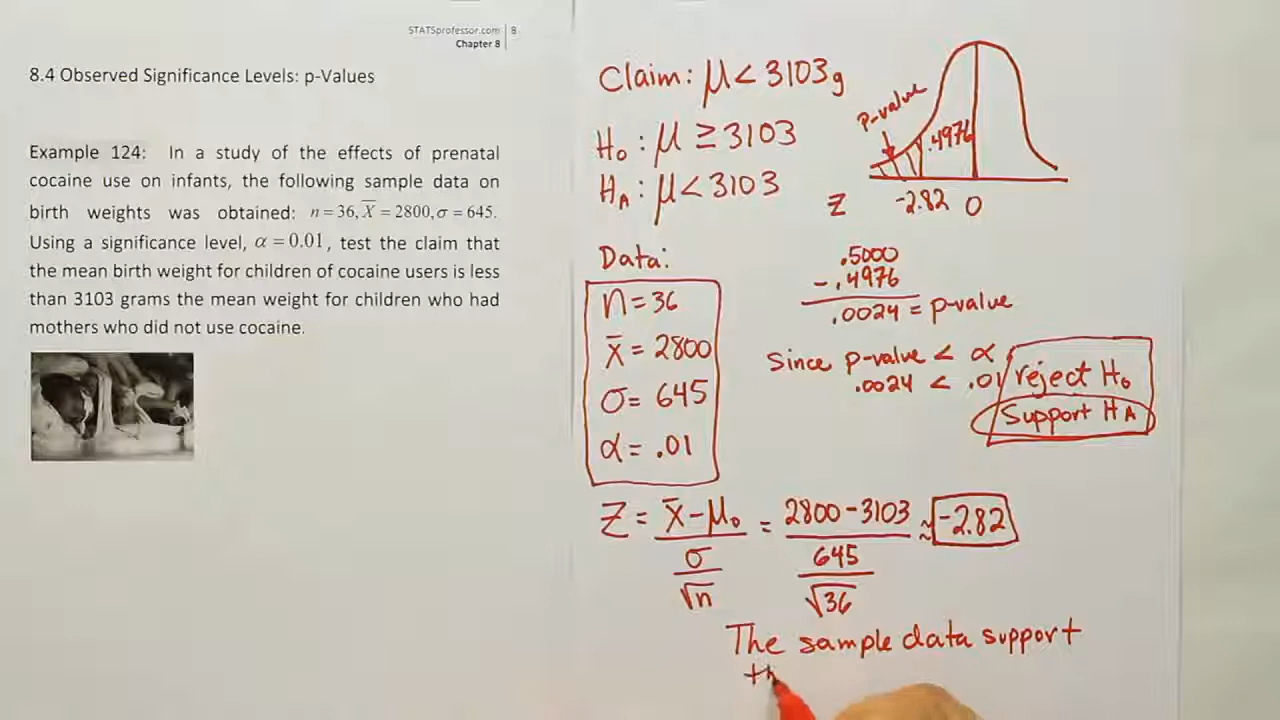 STATSprofessor.com | 8
Chapter 8
8.4 Observed Significance Levels: p-Values
Example 124: In a study of the effects of prenatal
cocaine use on infants, the following sample data on
birth weights was obtained: n = 36, X̅ = 2800, σ = 645.
Using a significance level, α = 0.01, test the claim that
the mean birth weight for children of cocaine users is less
than 3103 grams the mean weight for children who had
mothers who did not use cocaine.
Claim: μ < 3103g
H₀: μ ≥ 3103
H_A: μ < 3103
p-value
.4976
Z -2.82 0
Data:
n = 36
x̅ = 2800
σ = 645
α = .01
.5000
- .4976
.0024 = p-value
Since p-value < α
.0024 < .01 reject H₀
Support H_A
Z = (x̅ - μ₀)/(σ/√n) = (2800 - 3103)/(645/√36) ≈ -2.82
The sample data support
th